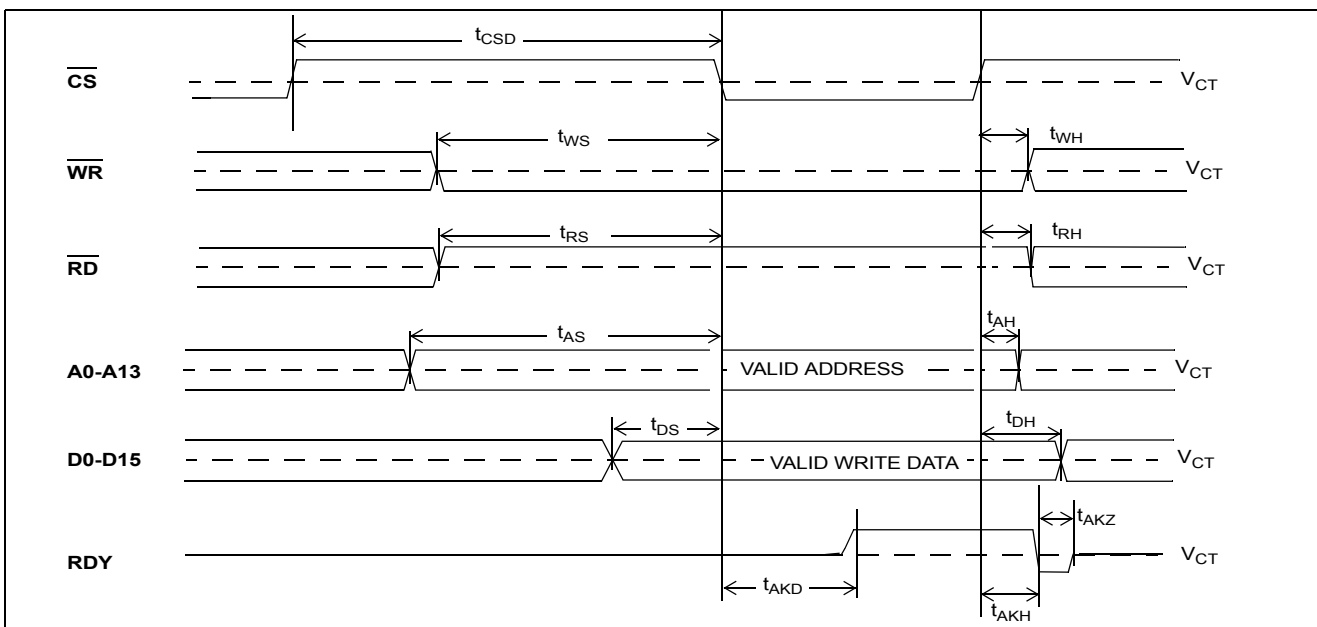 tCSD
CS VCT
tWS tWH
WR VCT
tRS tRH
RD VCT
tAS tAH
A0-A13 VALID ADDRESS VCT
tDS tDH
D0-D15 VALID WRITE DATA VCT
tAKZ
RDY VCT
tAKD tAKH